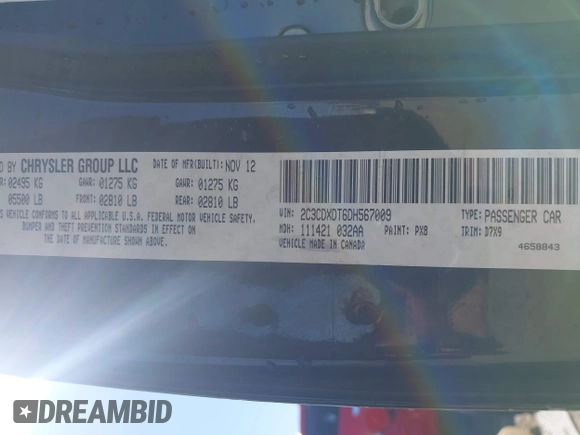 D BY CHRYSLER GROUP LLC DATE OF MFR(BUILT): NOV 12
R: 02495 KG GAWR: 01275 KG GAWR: 01275 KG
05500 LB FRONT: 02810 LB REAR: 02810 LB
S VEHICLE CONFORMS TO ALL APPLICABLE FEDERAL MOTOR VEHICLE SAFETY,
BUMPER AND THEFT PREVENTION STANDARDS IN EFFECT ON
THE DATE OF MANUFACTURE SHOWN ABOVE.
VIN: 2C3CDXDT6DH567009 TYPE: PASSENGER CAR
MDH: 111421 032AA PAINT: PX8 TRIM: D7X9
VEHICLE MADE IN CANADA 4658843
DREAMBID